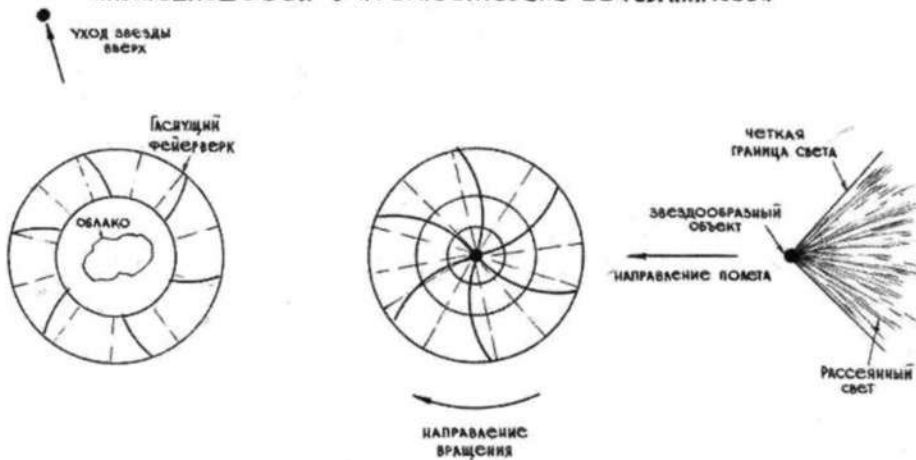 УХОД ЗВЕЗДЫ
ВВЕРХ
ГАСНУЩИЙ
ФЕЙЕРВЕРК
ОБЛАКО
ЧЕТКАЯ
ГРАНИЦА СВЕТА
ЗВЕЗДООБРАЗНЫЙ
ОБЪЕКТ
НАПРАВЛЕНИЕ ПОЛЕТА
РАССЕЯННЫЙ
СВЕТ
НАПРАВЛЕНИЕ
ВРАЩЕНИЯ